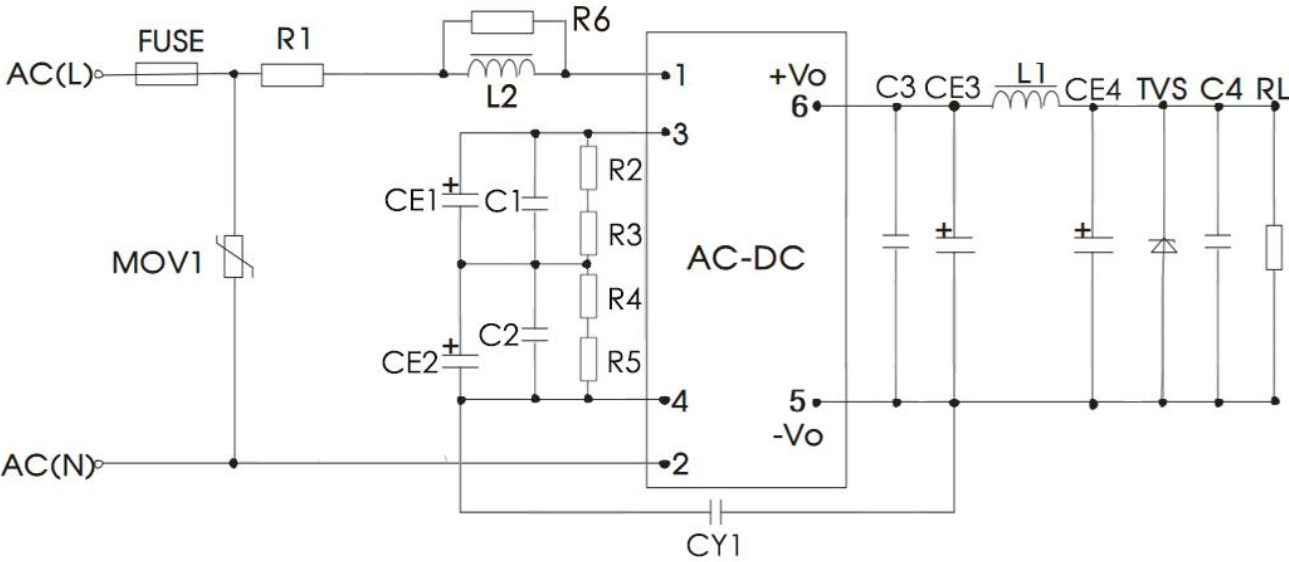 R6
FUSE
R1
AC(L)
L2
1
+Vo
6
C3
CE3
L1
CE4
TVS
C4
RL
3
R2
CE1
+
C1
R3
MOV1
AC-DC
+
+
R4
C2
+
CE2
R5
4
5
-Vo
AC(N)
2
CY1